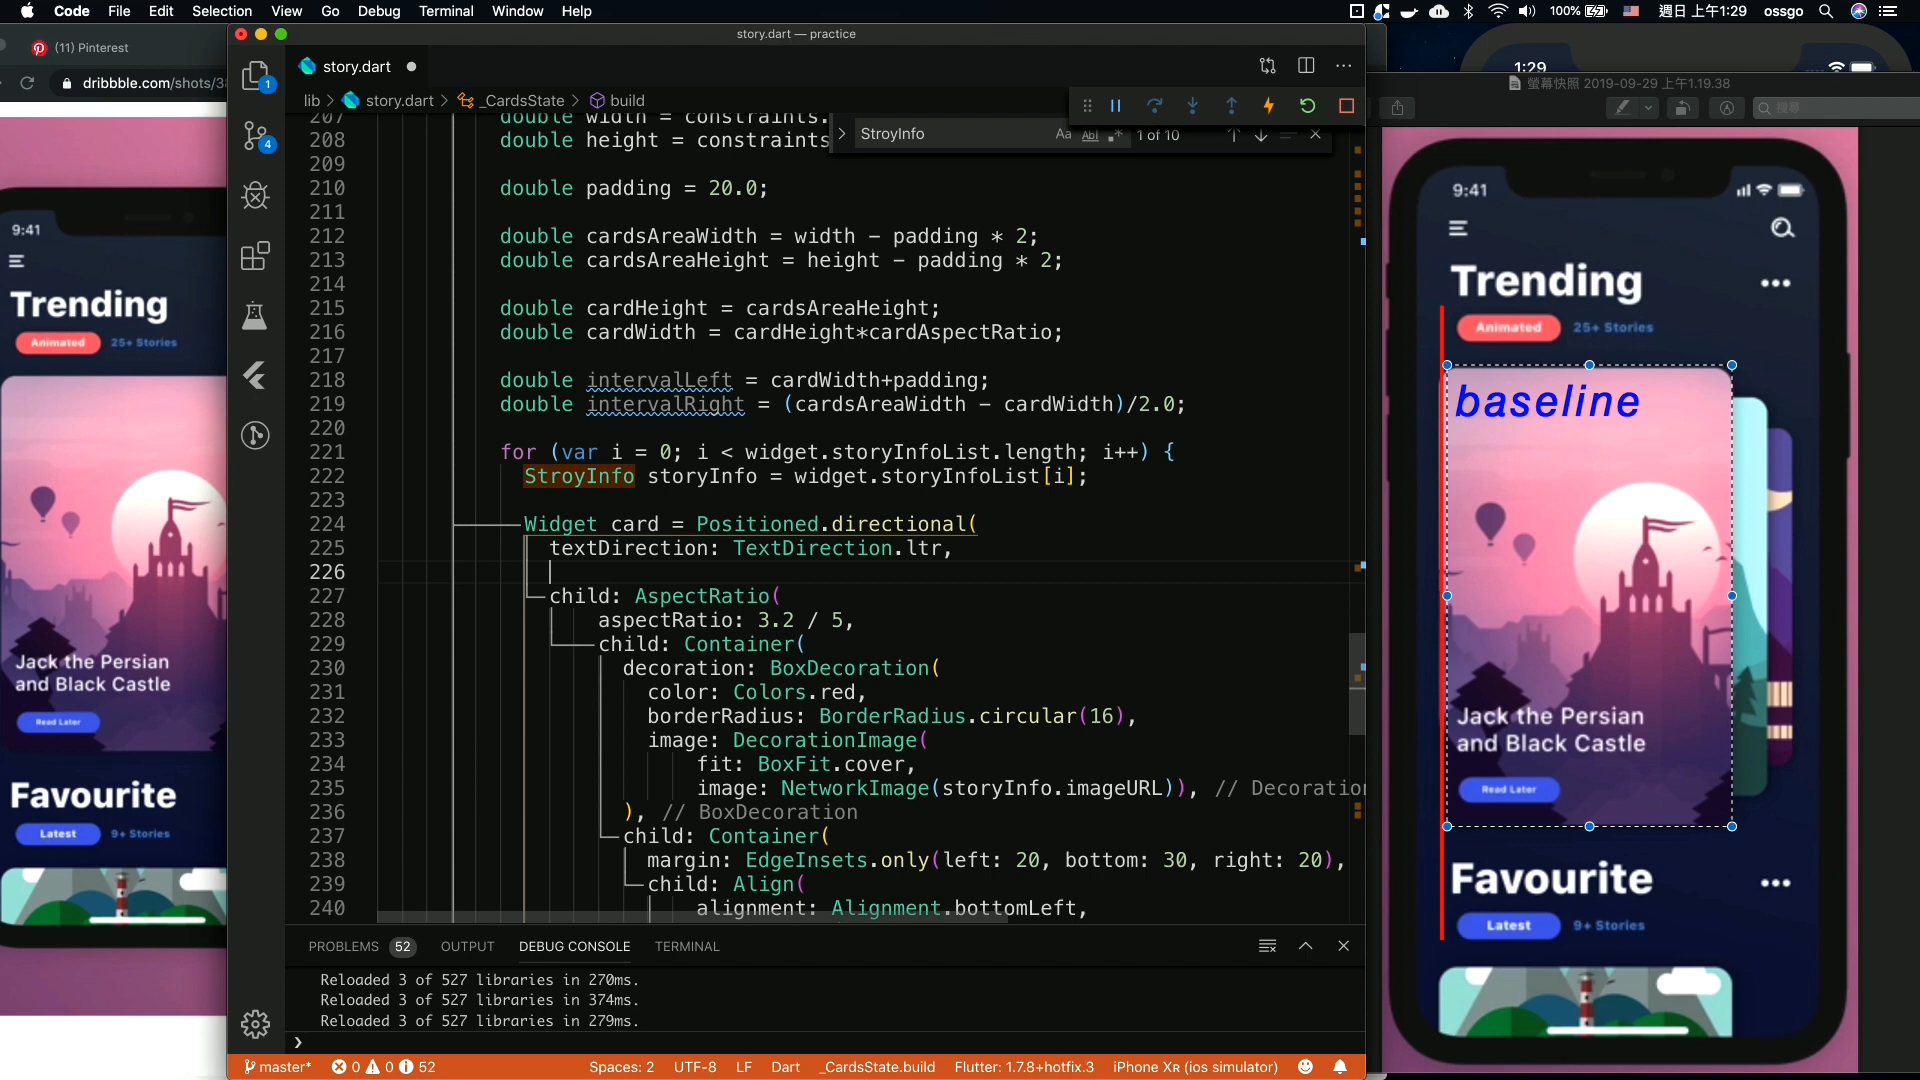 Code File Edit Selection View Go Debug Terminal Window Help
100% 週日 上午1:29 ossgo
(11) Pinterest
dribbble.com/shots/3
9:41
Trending
Animated 25+ Stories
Jack the Persian
and Black Castle
Read Later
Favourite
Latest 9+ Stories
story.dart — practice
story.dart
lib > story.dart > _CardsState > build
StroyInfo Aa Abl .* 1 of 10
1
4
207 double width = constraints.
208 double height = constraints
209
210 double padding = 20.0;
211
212 double cardsAreaWidth = width - padding * 2;
213 double cardsAreaHeight = height - padding * 2;
214
215 double cardHeight = cardsAreaHeight;
216 double cardWidth = cardHeight*cardAspectRatio;
217
218 double intervalLeft = cardWidth+padding;
219 double intervalRight = (cardsAreaWidth - cardWidth)/2.0;
220
221 for (var i = 0; i < widget.storyInfoList.length; i++) {
222 StroyInfo storyInfo = widget.storyInfoList[i];
223
224 Widget card = Positioned.directional(
225 textDirection: TextDirection.ltr,
226
227 child: AspectRatio(
228 aspectRatio: 3.2 / 5,
229 child: Container(
230 decoration: BoxDecoration(
231 color: Colors.red,
232 borderRadius: BorderRadius.circular(16),
233 image: DecorationImage(
234 fit: BoxFit.cover,
235 image: NetworkImage(storyInfo.imageURL)), // Decoratio
236 ), // BoxDecoration
237 child: Container(
238 margin: EdgeInsets.only(left: 20, bottom: 30, right: 20),
239 child: Align(
240 alignment: Alignment.bottomLeft,
PROBLEMS 52 OUTPUT DEBUG CONSOLE TERMINAL
Reloaded 3 of 527 libraries in 270ms.
Reloaded 3 of 527 libraries in 374ms.
Reloaded 3 of 527 libraries in 279ms.
master* 0 0 52 Spaces: 2 UTF-8 LF Dart _CardsState.build Flutter: 1.7.8+hotfix.3 iPhone XR (ios simulator)
1:29
螢幕快照 2019-09-29 上午1.19.38
搜尋
9:41
Trending
Animated 25+ Stories
baseline
Jack the Persian
and Black Castle
Read Later
Favourite
Latest 9+ Stories